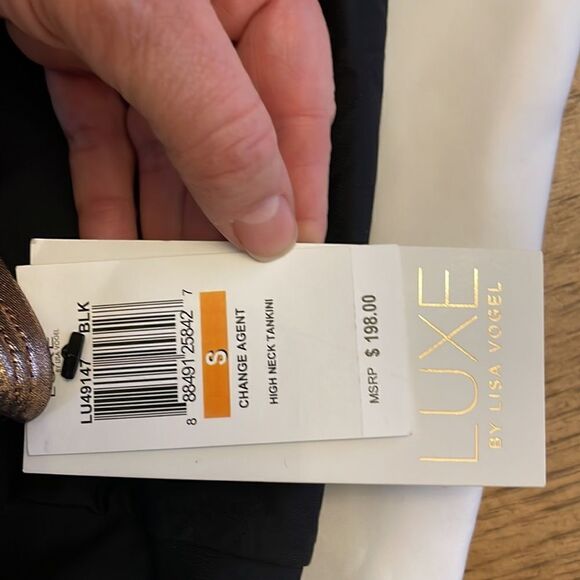 LUXE
BY LISA VOGEL
LU49147 BLK
8 88491 25842 7
S
CHANGE AGENT
HIGH NECK TANKINI
MSRP $ 198.00